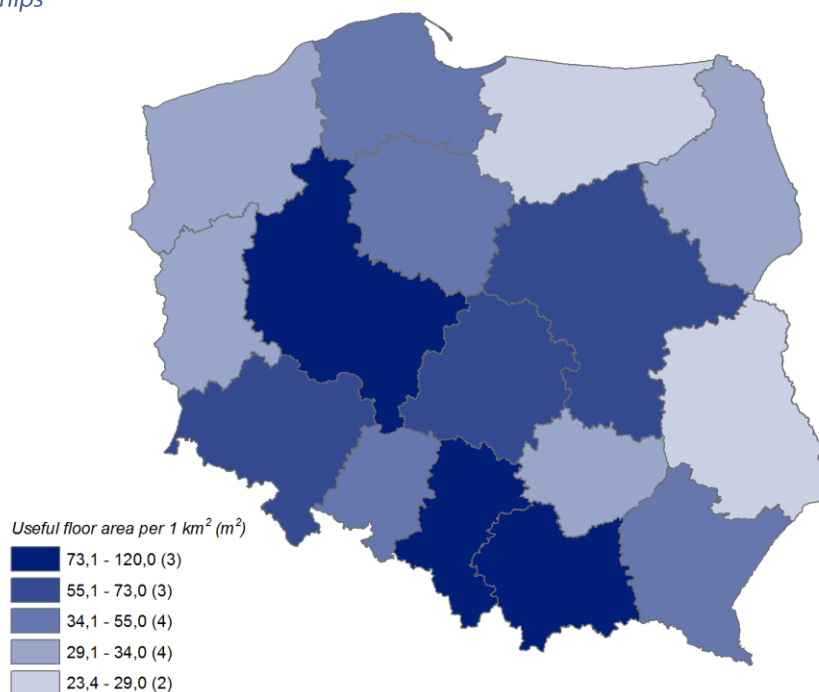 Useful floor area per 1 km² (m²)
73,1 - 120,0 (3)
55,1 - 73,0 (3)
34,1 - 55,0 (4)
29,1 - 34,0 (4)
23,4 - 29,0 (2)